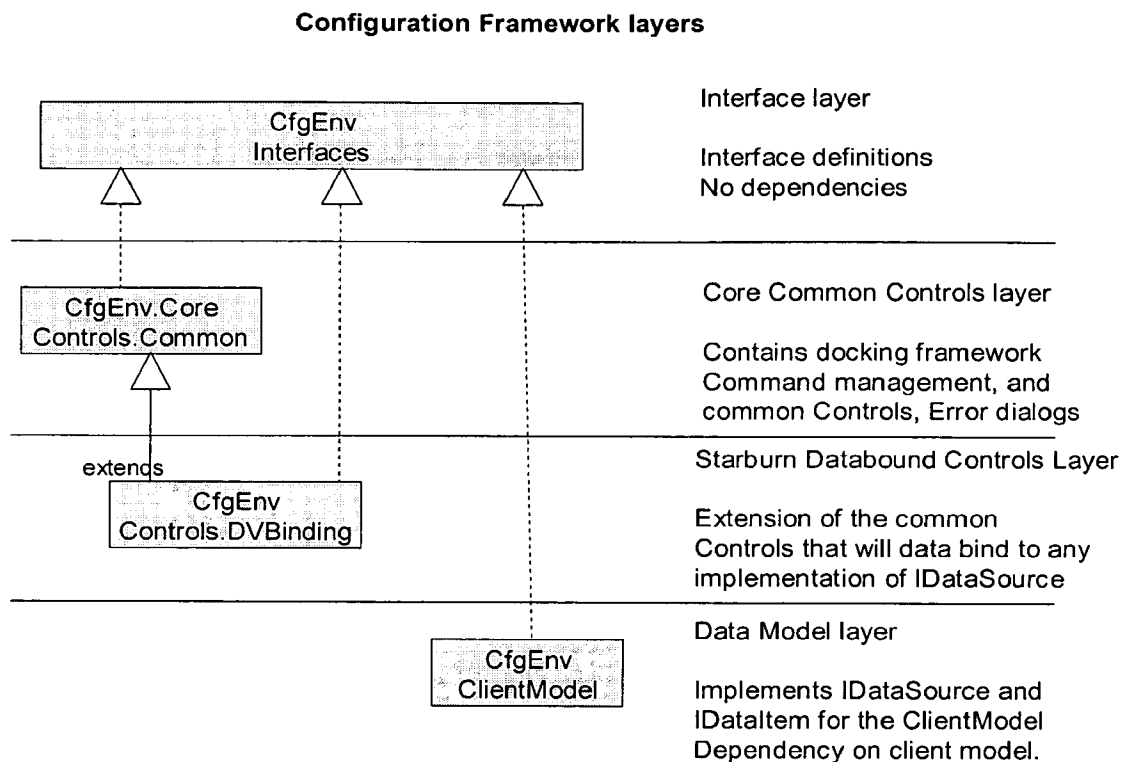 Configuration Framework layers
CfgEnv
Interfaces
Interface layer
Interface definitions
No dependencies
CfgEnv.Core
Controls.Common
Core Common Controls layer
Contains docking framework
Command management, and
common Controls, Error dialogs
extends
CfgEnv
Controls.DVBinding
Starburn Databound Controls Layer
Extension of the common
Controls that will data bind to any
implementation of IDataSource
CfgEnv
ClientModel
Data Model layer
Implements IDataSource and
IDataItem for the ClientModel
Dependency on client model.